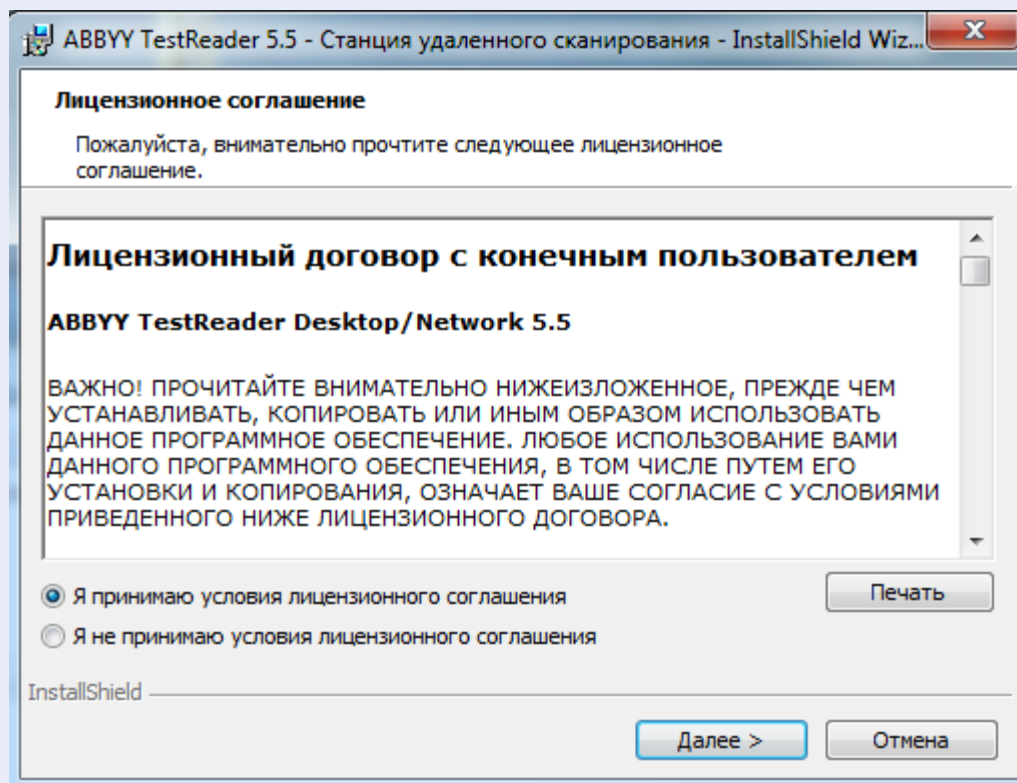 ABBYY TestReader 5.5 - Станция удаленного сканирования - InstallShield Wiz...
Лицензионное соглашение
Пожалуйста, внимательно прочтите следующее лицензионное
соглашение.
Лицензионный договор с конечным пользователем
ABBYY TestReader Desktop/Network 5.5
ВАЖНО! ПРОЧИТАЙТЕ ВНИМАТЕЛЬНО НИЖЕИЗЛОЖЕННОЕ, ПРЕЖДЕ ЧЕМ
УСТАНАВЛИВАТЬ, КОПИРОВАТЬ ИЛИ ИНЫМ ОБРАЗОМ ИСПОЛЬЗОВАТЬ
ДАННОЕ ПРОГРАММНОЕ ОБЕСПЕЧЕНИЕ. ЛЮБОЕ ИСПОЛЬЗОВАНИЕ ВАМИ
ДАННОГО ПРОГРАММНОГО ОБЕСПЕЧЕНИЯ, В ТОМ ЧИСЛЕ ПУТЕМ ЕГО
УСТАНОВКИ И КОПИРОВАНИЯ, ОЗНАЧАЕТ ВАШЕ СОГЛАСИЕ С УСЛОВИЯМИ
ПРИВЕДЕННОГО НИЖЕ ЛИЦЕНЗИОННОГО ДОГОВОРА.
Я принимаю условия лицензионного соглашения
Печать
Я не принимаю условия лицензионного соглашения
InstallShield
Далее >
Отмена